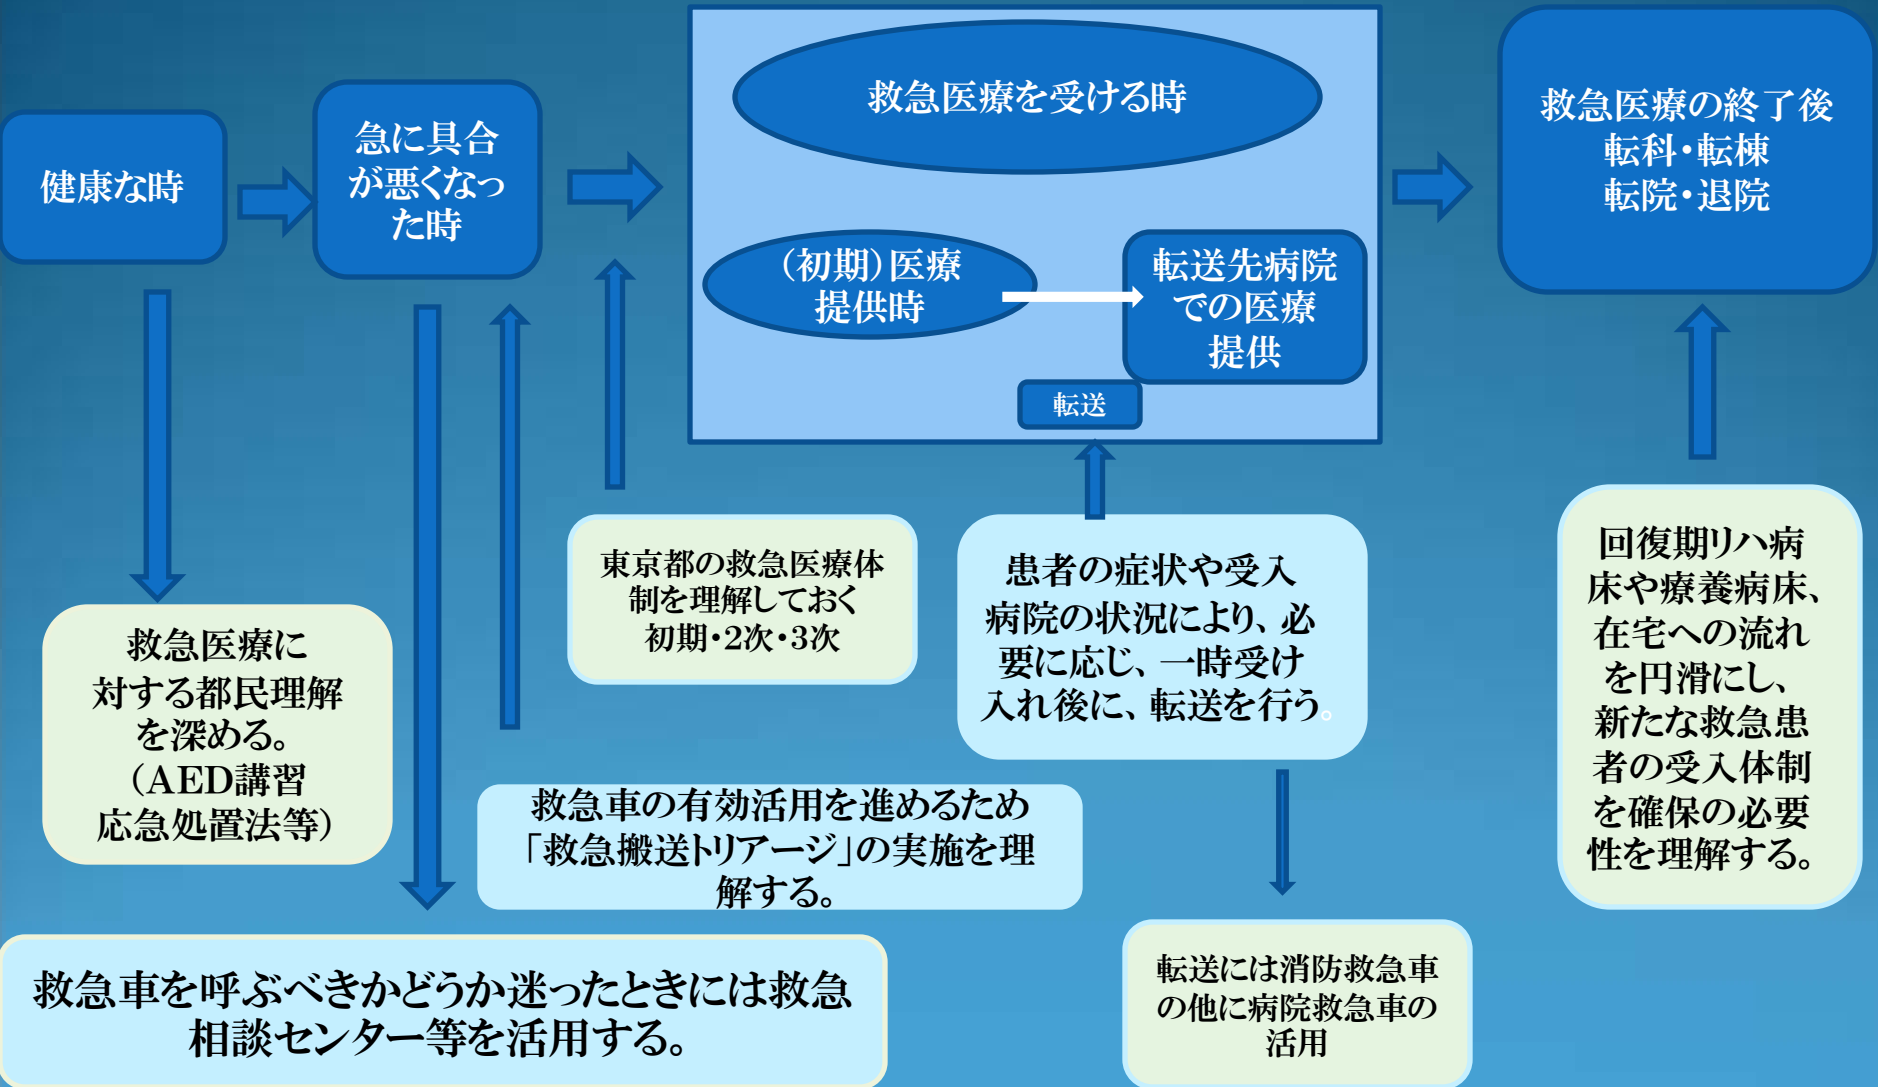 健康な時
急に具合
が悪くなっ
た時
救急医療を受ける時
（初期）医療
提供時
転送先病院
での医療
提供
転送
救急医療の終了後
転科・転棟
転院・退院
救急医療に
対する都民理解
を深める。
（AED講習
応急処置法等）
東京都の救急医療体
制を理解しておく
初期・2次・3次
患者の症状や受入
病院の状況により、必
要に応じ、一時受け
入れ後に、転送を行う。
回復期リハ病
床や療養病床、
在宅への流れ
を円滑にし、
新たな救急患
者の受入体制
を確保の必要
性を理解する。
救急車の有効活用を進めるため
「救急搬送トリアージ」の実施を理
解する。
救急車を呼ぶべきかどうか迷ったときには救急
相談センター等を活用する。
転送には消防救急車
の他に病院救急車の
活用